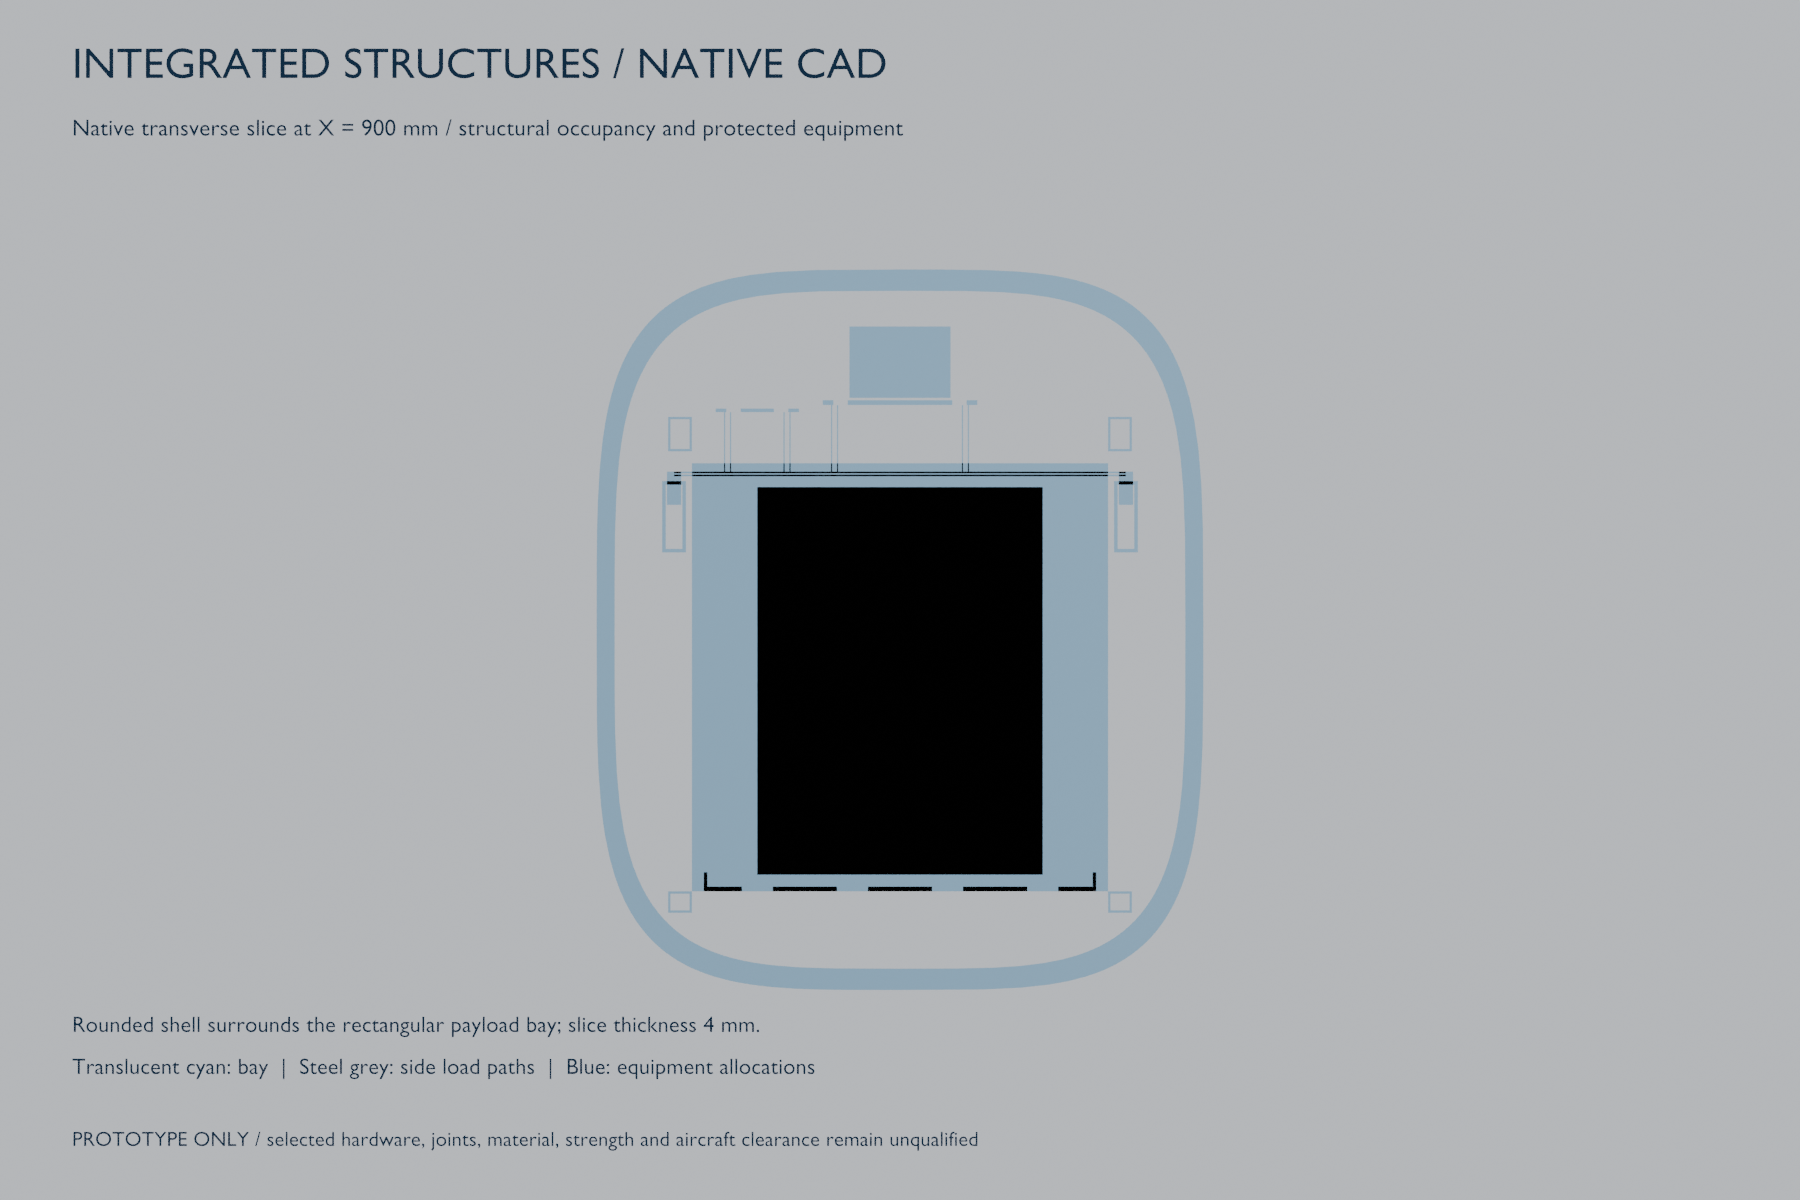 INTEGRATED STRUCTURES / NATIVE CAD
Native transverse slice at X = 900 mm / structural occupancy and protected equipment
Rounded shell surrounds the rectangular payload bay; slice thickness 4 mm.
Translucent cyan: bay | Steel grey: side load paths | Blue: equipment allocations
PROTOTYPE ONLY / selected hardware, joints, material, strength and aircraft clearance remain unqualified